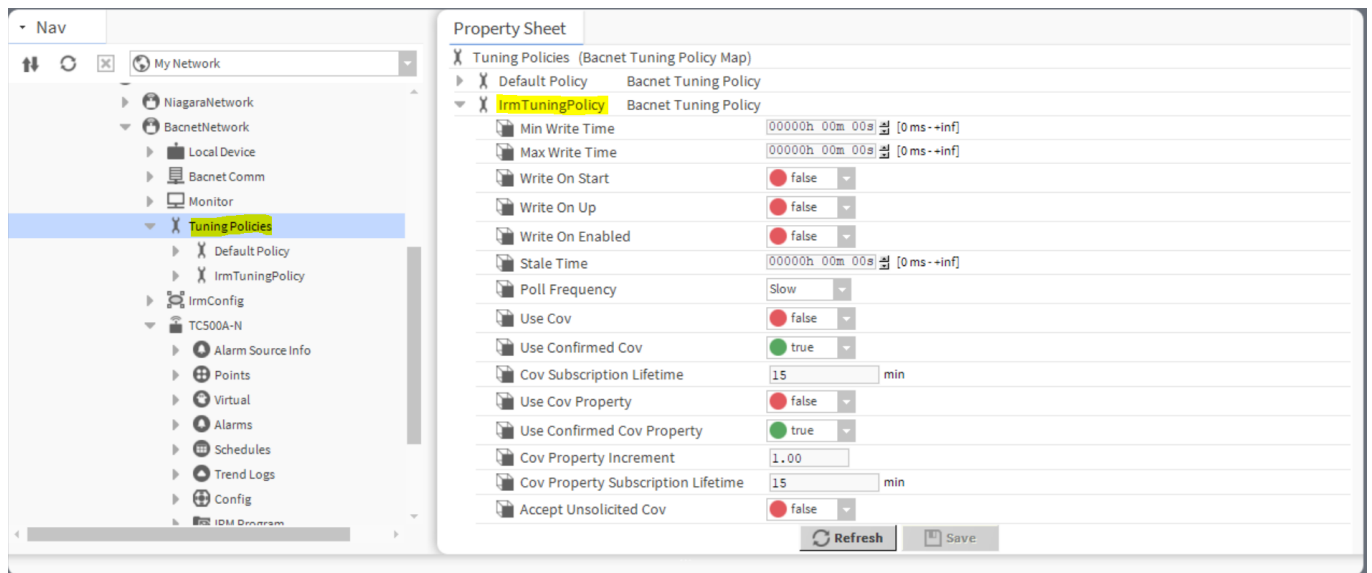 Nav
My Network
NiagaraNetwork
BacnetNetwork
Local Device
Bacnet Comm
Monitor
Tuning Policies
Default Policy
IrmTuningPolicy
IrmConfig
TC500A-N
Alarm Source Info
Points
Virtual
Alarms
Schedules
Trend Logs
Config
IRM Program
Property Sheet
Tuning Policies (Bacnet Tuning Policy Map)
Default Policy Bacnet Tuning Policy
IrmTuningPolicy Bacnet Tuning Policy
Min Write Time 00000h 00m 00s [0 ms - +inf]
Max Write Time 00000h 00m 00s [0 ms - +inf]
Write On Start false
Write On Up false
Write On Enabled false
Stale Time 00000h 00m 00s [0 ms - +inf]
Poll Frequency Slow
Use Cov false
Use Confirmed Cov true
Cov Subscription Lifetime 15 min
Use Cov Property false
Use Confirmed Cov Property true
Cov Property Increment 1.00
Cov Property Subscription Lifetime 15 min
Accept Unsolicited Cov false
Refresh Save